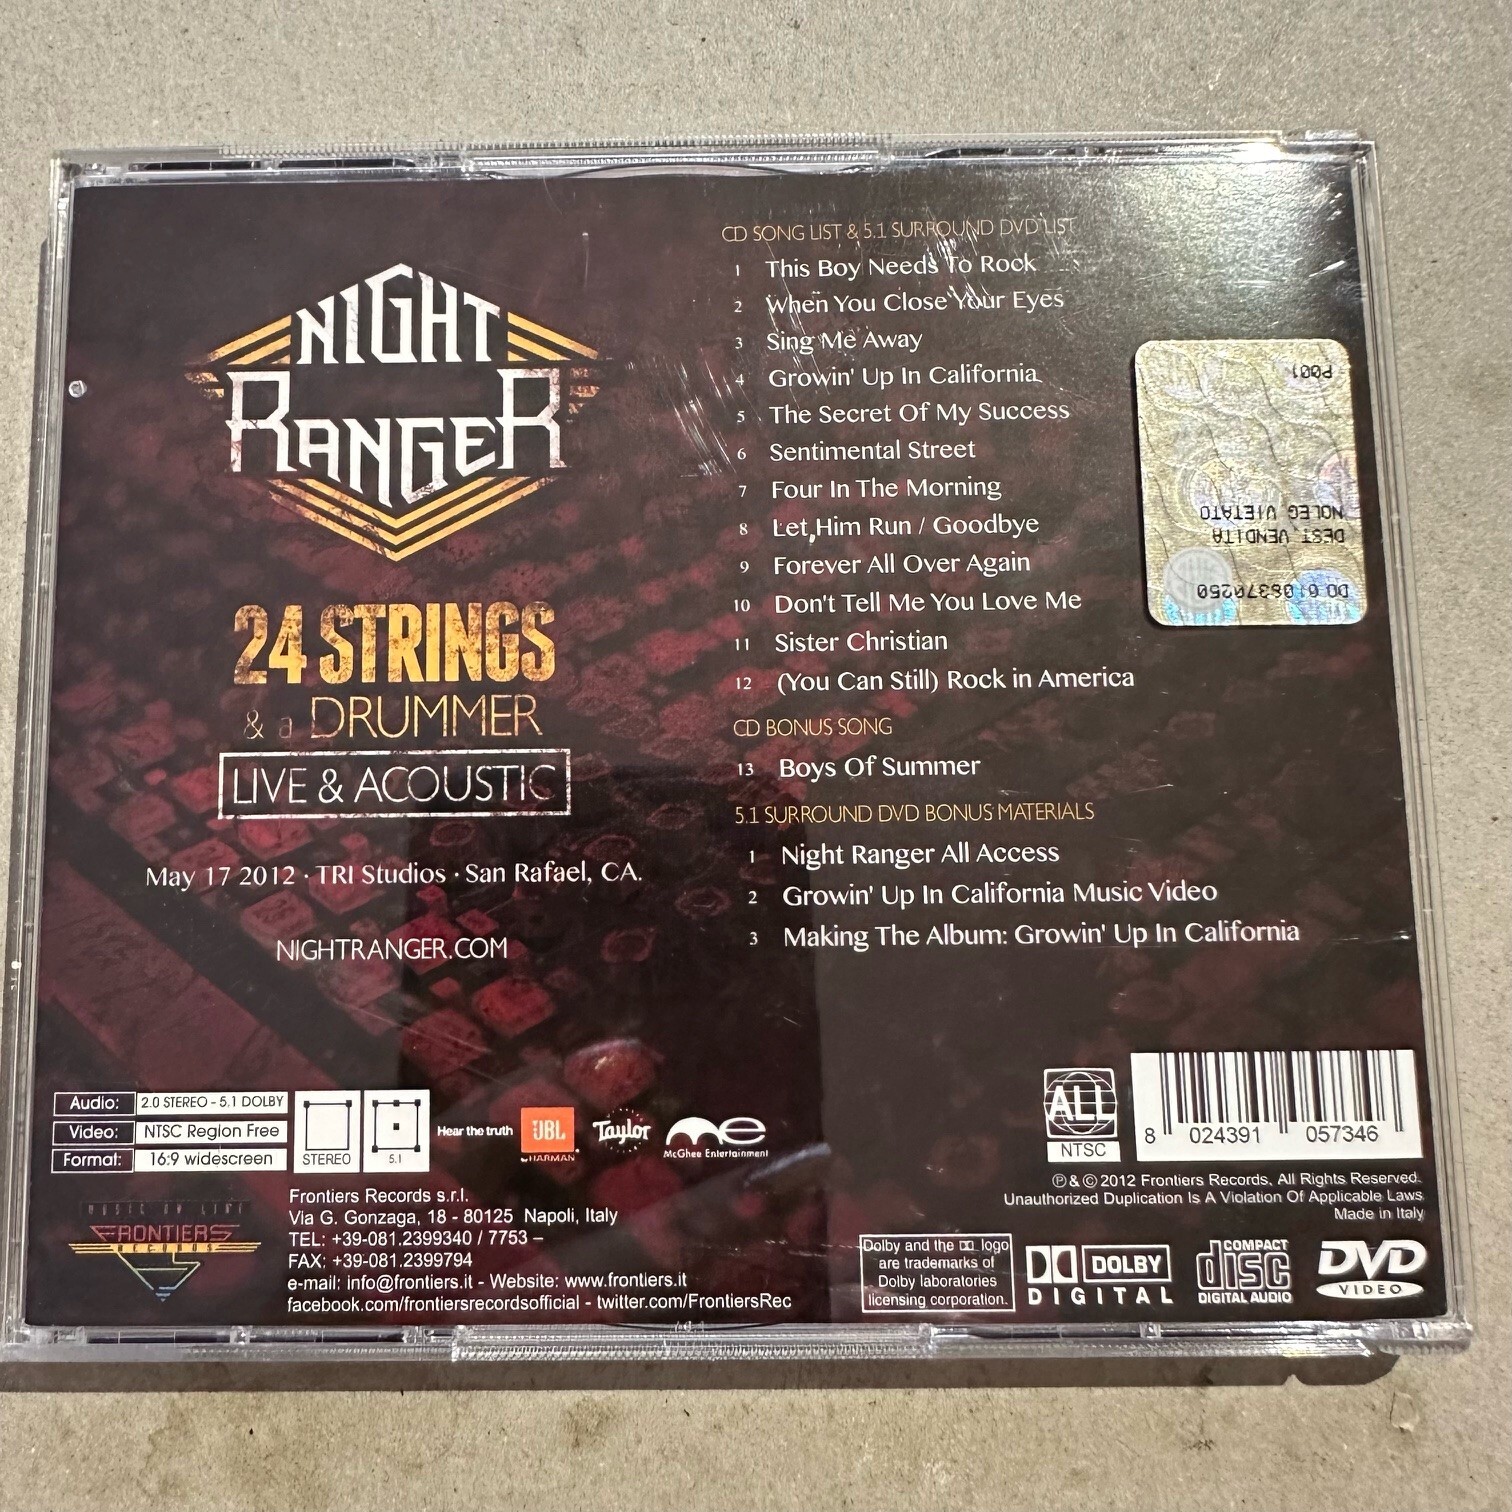 NIGHT
RANGER
24 STRINGS
& a DRUMMER
LIVE & ACOUSTIC
May 17 2012 · TRI Studios · San Rafael, CA.
NIGHTRANGER.COM
CD SONG LIST & 5.1 SURROUND DVD LIST
1 This Boy Needs To Rock
2 When You Close Your Eyes
3 Sing Me Away
4 Growin' Up In California
5 The Secret Of My Success
6 Sentimental Street
7 Four In The Morning
8 Let Him Run / Goodbye
9 Forever All Over Again
10 Don't Tell Me You Love Me
11 Sister Christian
12 (You Can Still) Rock in America
CD BONUS SONG
13 Boys Of Summer
5.1 SURROUND DVD BONUS MATERIALS
1 Night Ranger All Access
2 Growin' Up In California Music Video
3 Making The Album: Growin' Up In California
P001
NOLEG VIETATO
DEST VENDITA
DO 6108370250
Audio: 2.0 STEREO - 5.1 DOLBY
Video: NTSC Region Free
Format: 16:9 widescreen
STEREO
5.1
Hear the truth
JBL
HARMAN
Taylor
me
McGhee Entertainment
ALL
NTSC
8 024391 057346
MUSIC ON LINE
FRONTIERS
RECORDS
Frontiers Records s.r.l.
Via G. Gonzaga, 18 - 80125 Napoli, Italy
TEL: +39-081.2399340 / 7753 –
FAX: +39-081.2399794
e-mail: info@frontiers.it - Website: www.frontiers.it
facebook.com/frontiersrecordsofficial - twitter.com/FrontiersRec
℗ & © 2012 Frontiers Records, All Rights Reserved.
Unauthorized Duplication Is A Violation Of Applicable Laws
Made in Italy
Dolby and the DD logo
are trademarks of
Dolby laboratories
licensing corporation.
DOLBY
DIGITAL
COMPACT
disc
DIGITAL AUDIO
DVD
VIDEO